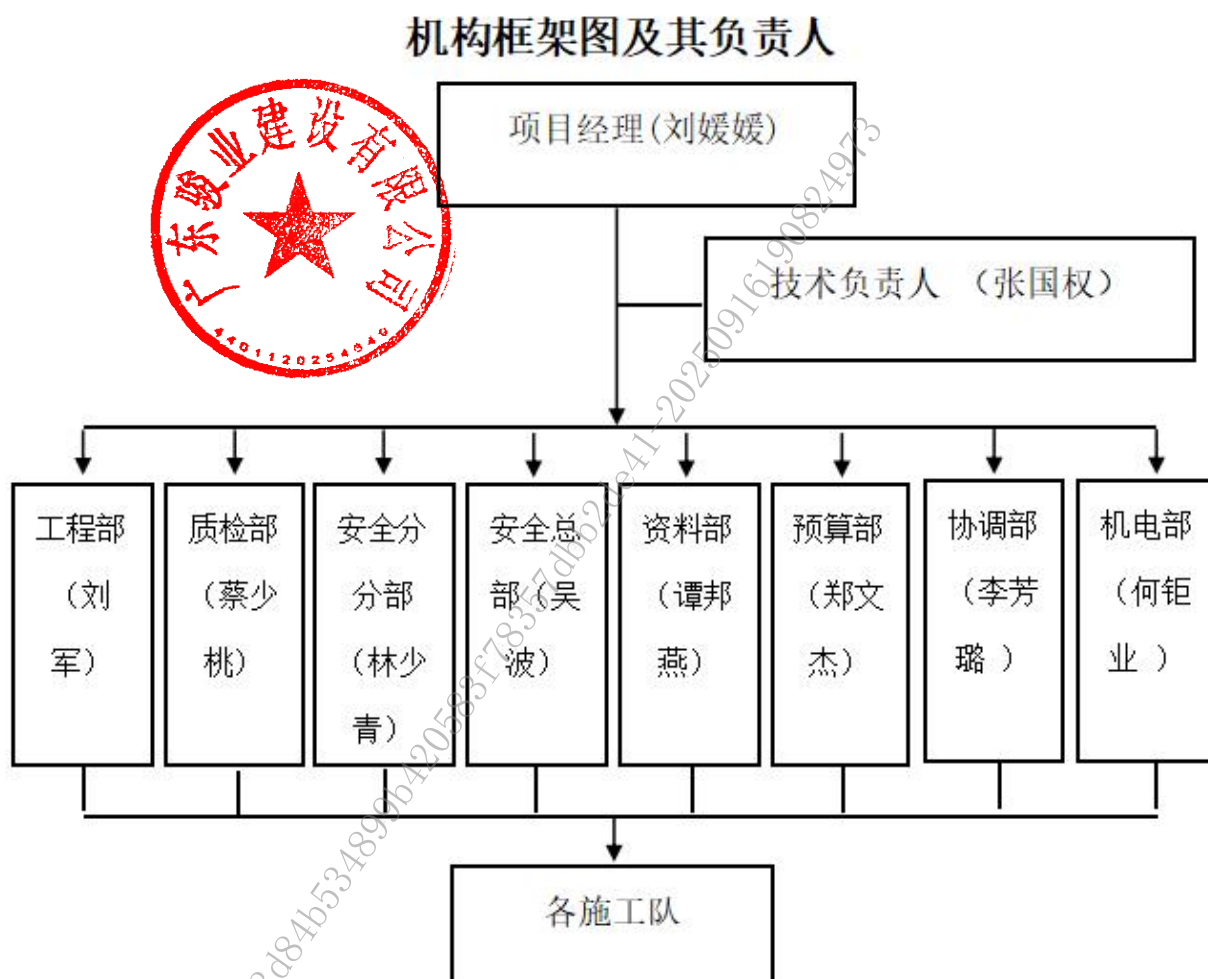 机构框架图及其负责人
项目经理(刘媛媛)
广东骏业建设有限公司
4401120254640
技术负责人 （张国权）
工程部
（刘
军）
质检部
（蔡少
桃）
安全分
分部
（林少
青）
安全总
部（吴
波）
资料部
（谭邦
燕）
预算部
（郑文
杰）
协调部
（李芳
璐 ）
机电部
（何钜
业 ）
各施工队
3d84b534899b420583f78357dbb2de41-20250916190824973